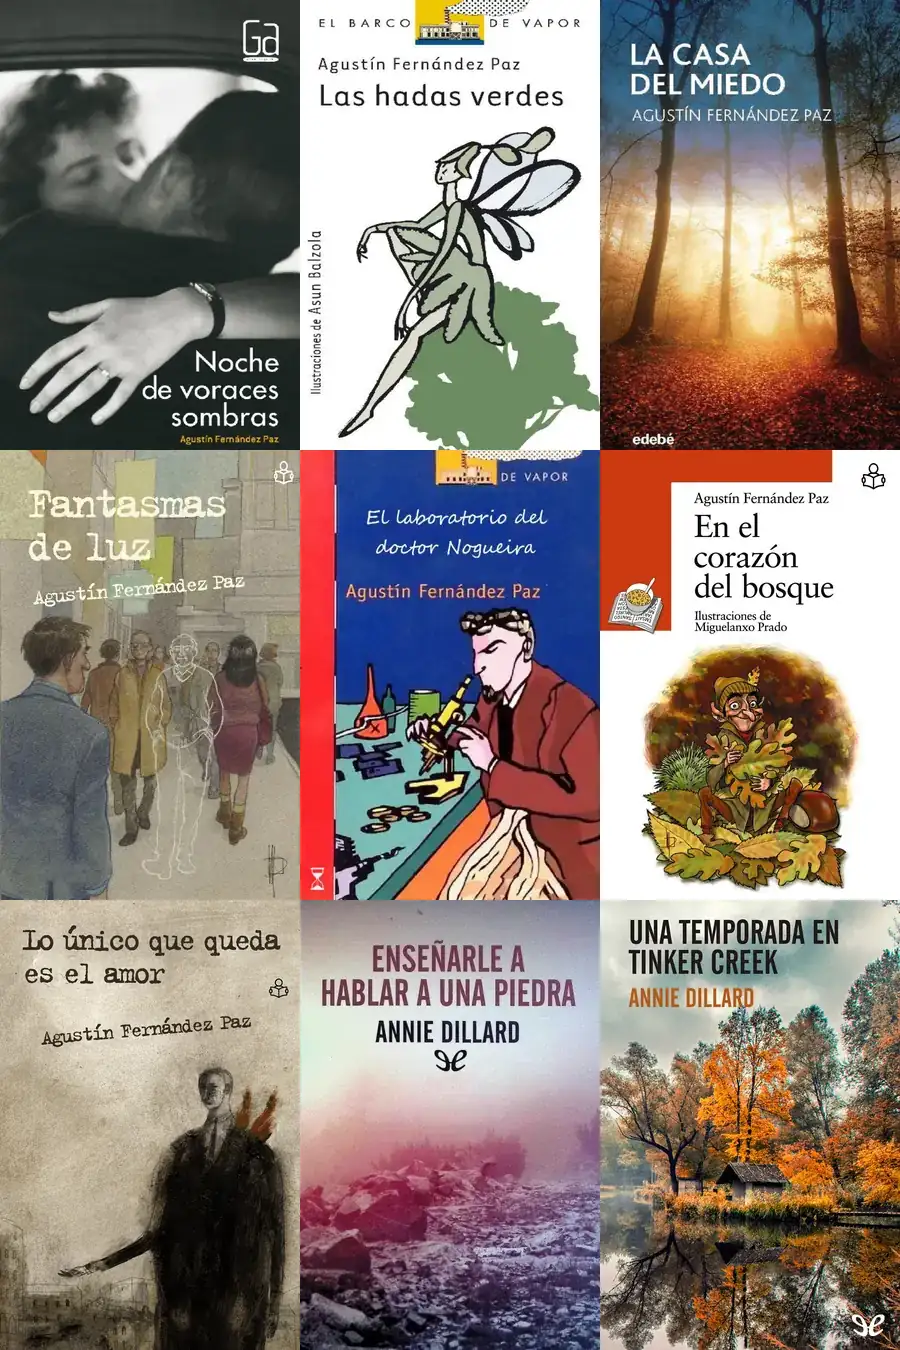 Ga
Noche
de voraces
sombras
Agustín Fernández Paz
EL BARCO DE VAPOR
Agustín Fernández Paz
Las hadas verdes
Ilustraciones de Asun Balzola
LA CASA
DEL MIEDO
AGUSTÍN FERNÁNDEZ PAZ
edebé
Fantasmas
de luz
Agustín Fernández Paz
DE VAPOR
El laboratorio del
doctor Nogueira
Agustín Fernández Paz
Agustín Fernández Paz
En el
corazón
del bosque
Ilustraciones de
Miguelanxo Prado
Lo único que queda
es el amor
Agustín Fernández Paz
ENSEÑARLE A
HABLAR A UNA PIEDRA
ANNIE DILLARD
UNA TEMPORADA EN
TINKER CREEK
ANNIE DILLARD